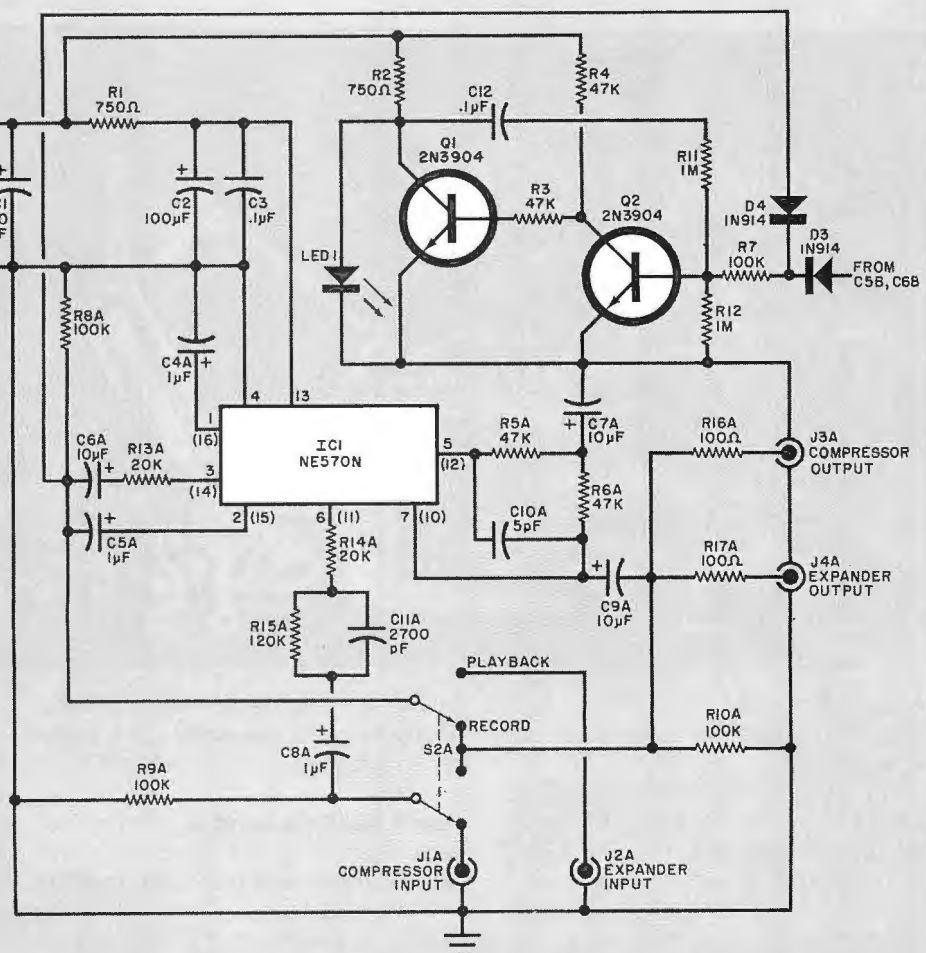 R1
750Ω
R2
750Ω
C12
.1µF
R4
47K
Q1
2N3904
R11
1M
R3
47K
Q2
2N3904
D4
1N914
D3
1N914
+
C2
100µF
C3
.1µF
+
LED1
R7
100K
FROM
C5B, C6B
R12
1M
R8A
100K
C4A
1µF
+
4
13
1
(16)
IC1
NE570N
5
(12)
R5A
47K
+
C7A
10µF
R16A
100Ω
J3A
COMPRESSOR
OUTPUT
C6A
10µF
+
R13A
20K
3
(14)
R6A
47K
2
(15)
6
(11)
7
(10)
C10A
5pF
+
C5A
1µF
R14A
20K
+
C9A
10µF
R17A
100Ω
J4A
EXPANDER
OUTPUT
R15A
120K
C11A
2700
pF
PLAYBACK
RECORD
S2A
R10A
100K
+
C8A
1µF
R9A
100K
J1A
COMPRESSOR
INPUT
J2A
EXPANDER
INPUT